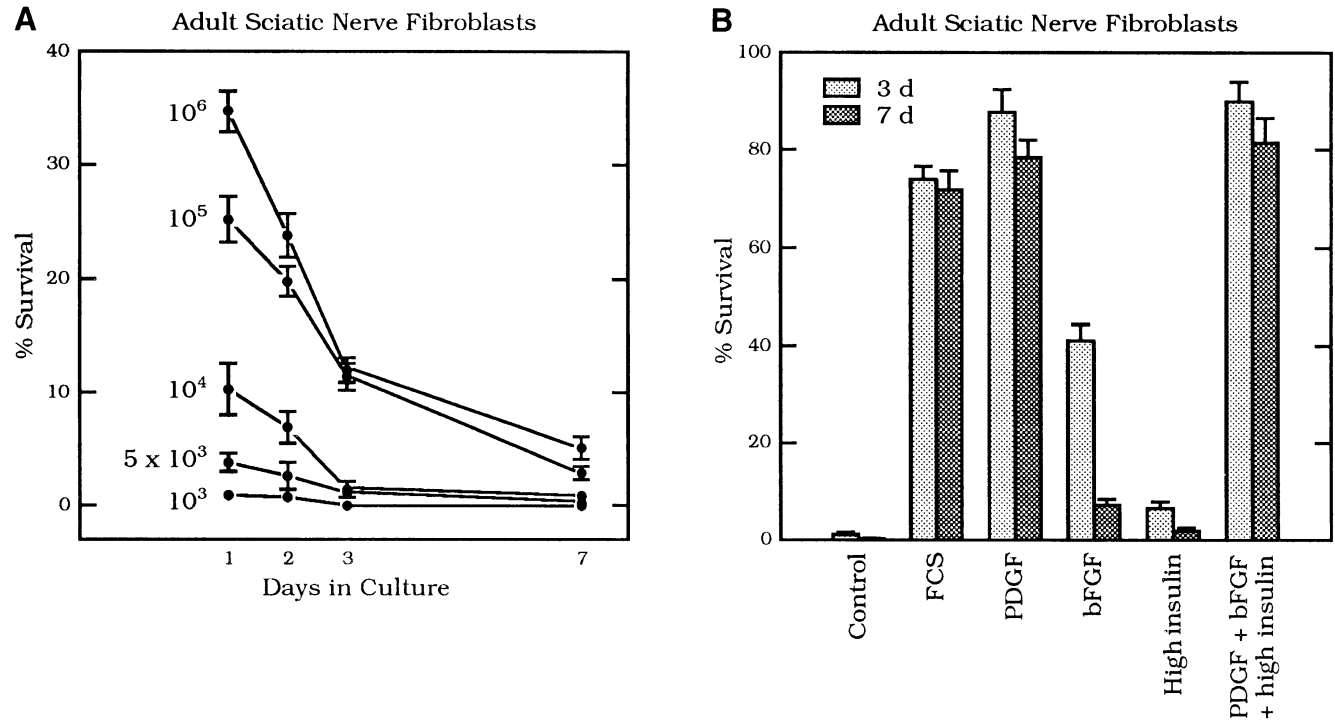 A
Adult Sciatic Nerve Fibroblasts
40
30
20
10
0
% Survival
10⁶
10⁵
10⁴
5 x 10³
10³
1 2 3 7
Days in Culture
B
Adult Sciatic Nerve Fibroblasts
100
80
60
40
20
0
% Survival
3 d
7 d
Control
FCS
PDGF
bFGF
High insulin
PDGF + bFGF
+ high insulin